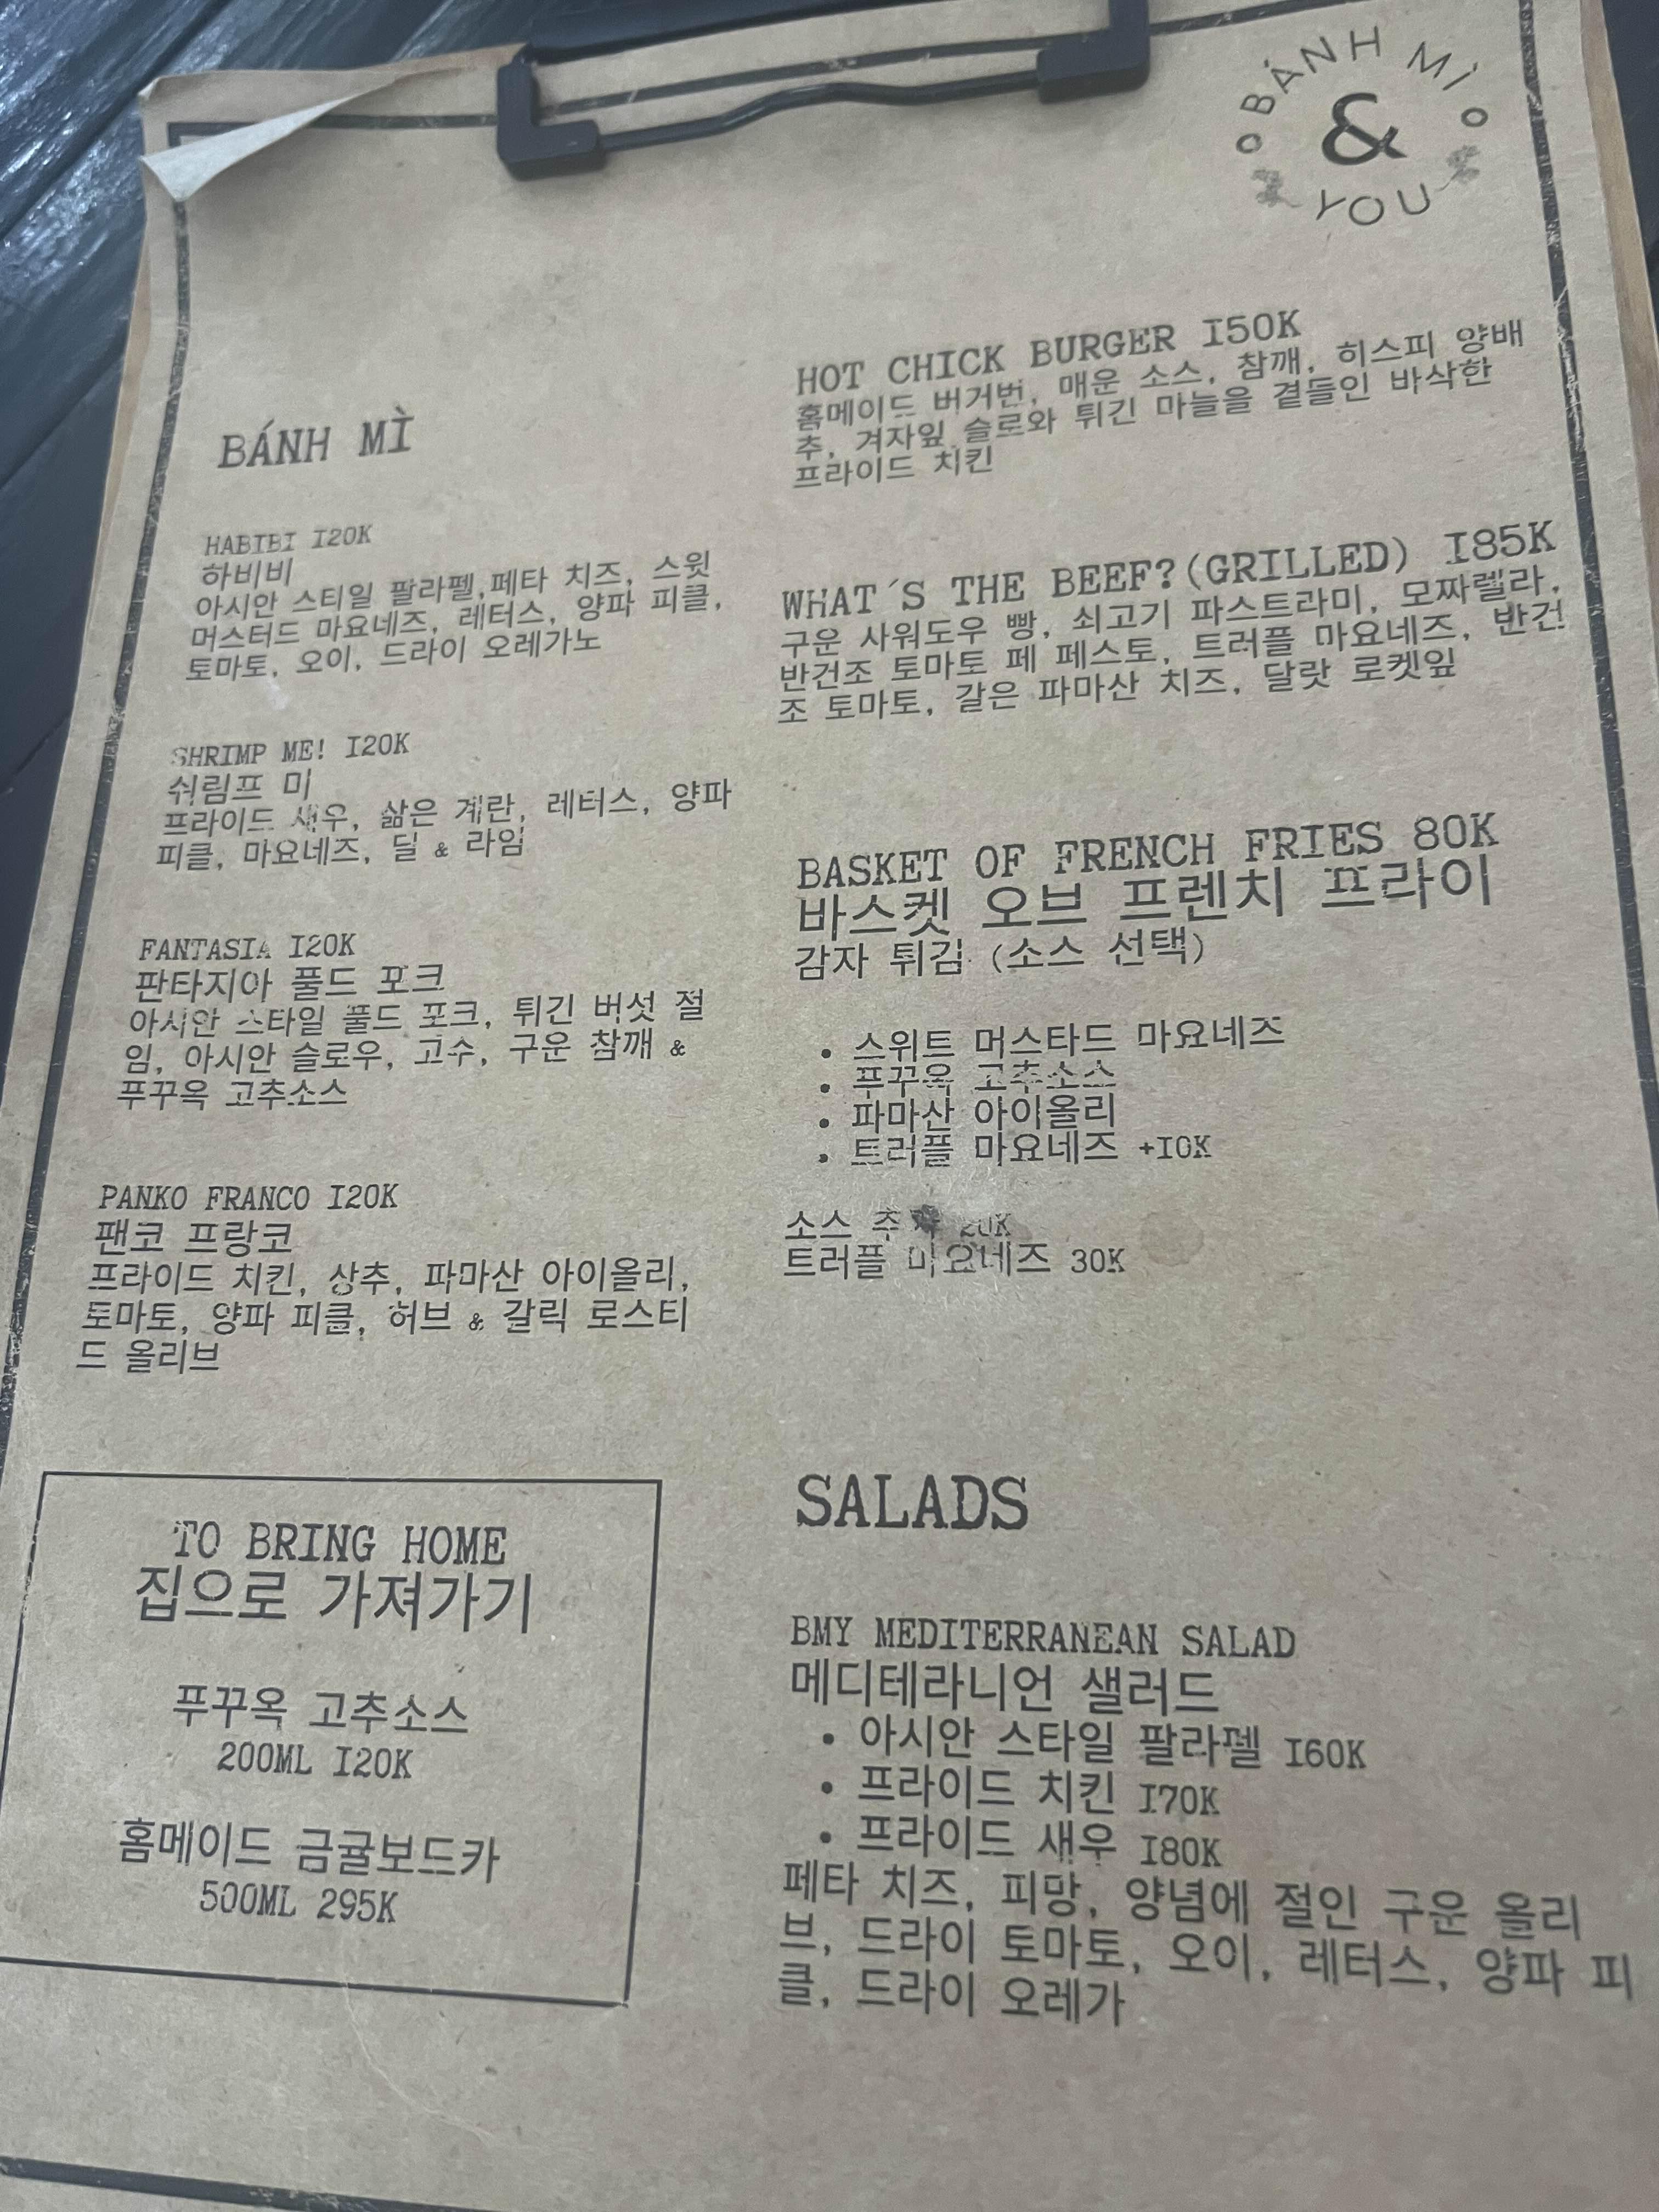 BÁNH MÌ
&
YOU
BÁNH MÌ
HABIBI 120K
하비비
아시안 스티일 팔라펠,페타 치즈, 스윗
머스터드 마요네즈, 레터스, 양파 피클,
토마토, 오이, 드라이 오레가노
SHRIMP ME! 120K
쉬림프 미
프라이드 새우, 삶은 계란, 레터스, 양파
피클, 마요네즈, 딜 & 라임
FANTASIA 120K
판타지아 풀드 포크
아시안 스타일 풀드 포크, 튀긴 버섯 절
임, 아시안 슬로우, 고수, 구운 참깨 &
푸꾸옥 고추소스
PANKO FRANCO 120K
팬코 프랑코
프라이드 치킨, 상추, 파마산 아이올리,
토마토, 양파 피클, 허브 & 갈릭 로스티
드 올리브
TO BRING HOME
집으로 가져가기
푸꾸옥 고추소스
200ML 120K
홈메이드 금귤보드카
500ML 295K
HOT CHICK BURGER 150K
홈메이드 버거번, 매운 소스, 참깨, 히스피 양배
추, 겨자잎 슬로와 튀긴 마늘을 곁들인 바삭한
프라이드 치킨
WHAT´S THE BEEF?(GRILLED) 185K
구운 사워도우 빵, 쇠고기 파스트라미, 모짜렐라,
반건조 토마토 페 페스토, 트러플 마요네즈, 반건
조 토마토, 갈은 파마산 치즈, 달랏 로켓잎
BASKET OF FRENCH FRIES 80K
바스켓 오브 프렌치 프라이
감자 튀김 (소스 선택)
• 스위트 머스타드 마요네즈
• 푸꾸옥 고추소스
• 파마산 아이올리
• 트러플 마요네즈 +10K
소스 20K
트러플 마요네즈 30K
SALADS
BMY MEDITERRANEAN SALAD
메디테라니언 샐러드
• 아시안 스타일 팔라펠 160K
• 프라이드 치킨 170K
• 프라이드 새우 180K
페타 치즈, 피망, 양념에 절인 구운 올리
브, 드라이 토마토, 오이, 레터스, 양파 피
클, 드라이 오레가